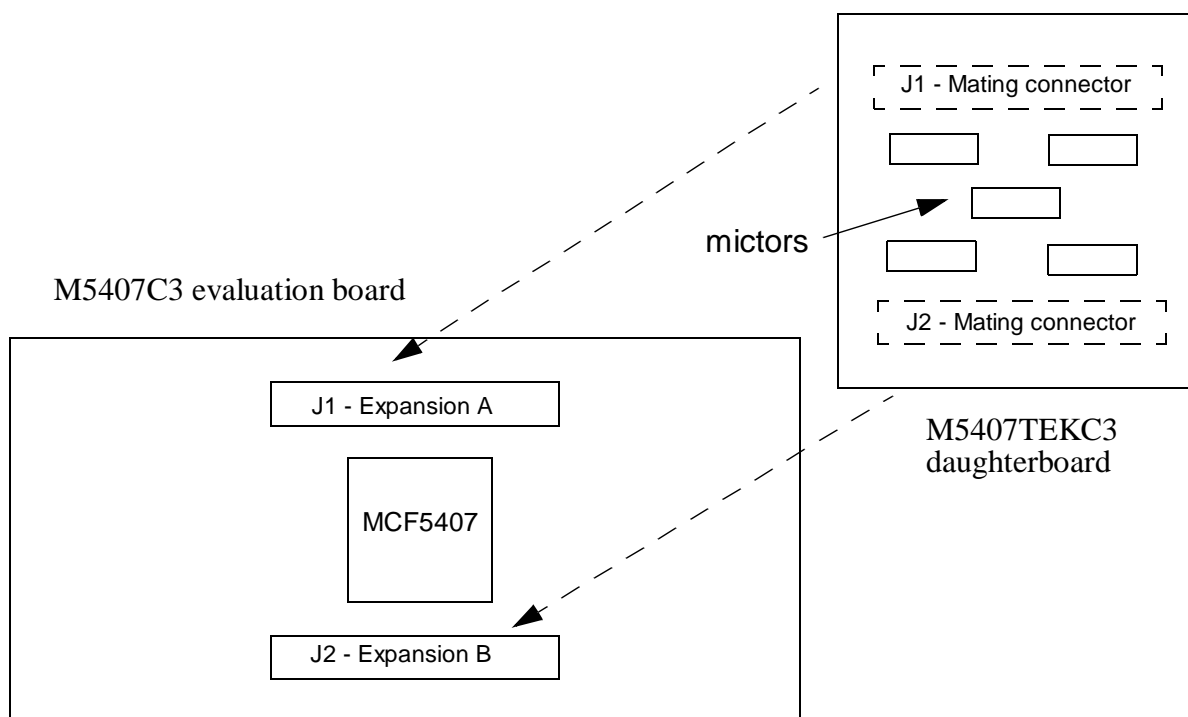 J1 - Mating connector
mictors
J2 - Mating connector
M5407C3 evaluation board
J1 - Expansion A
M5407TEKC3
daughterboard
MCF5407
J2 - Expansion B